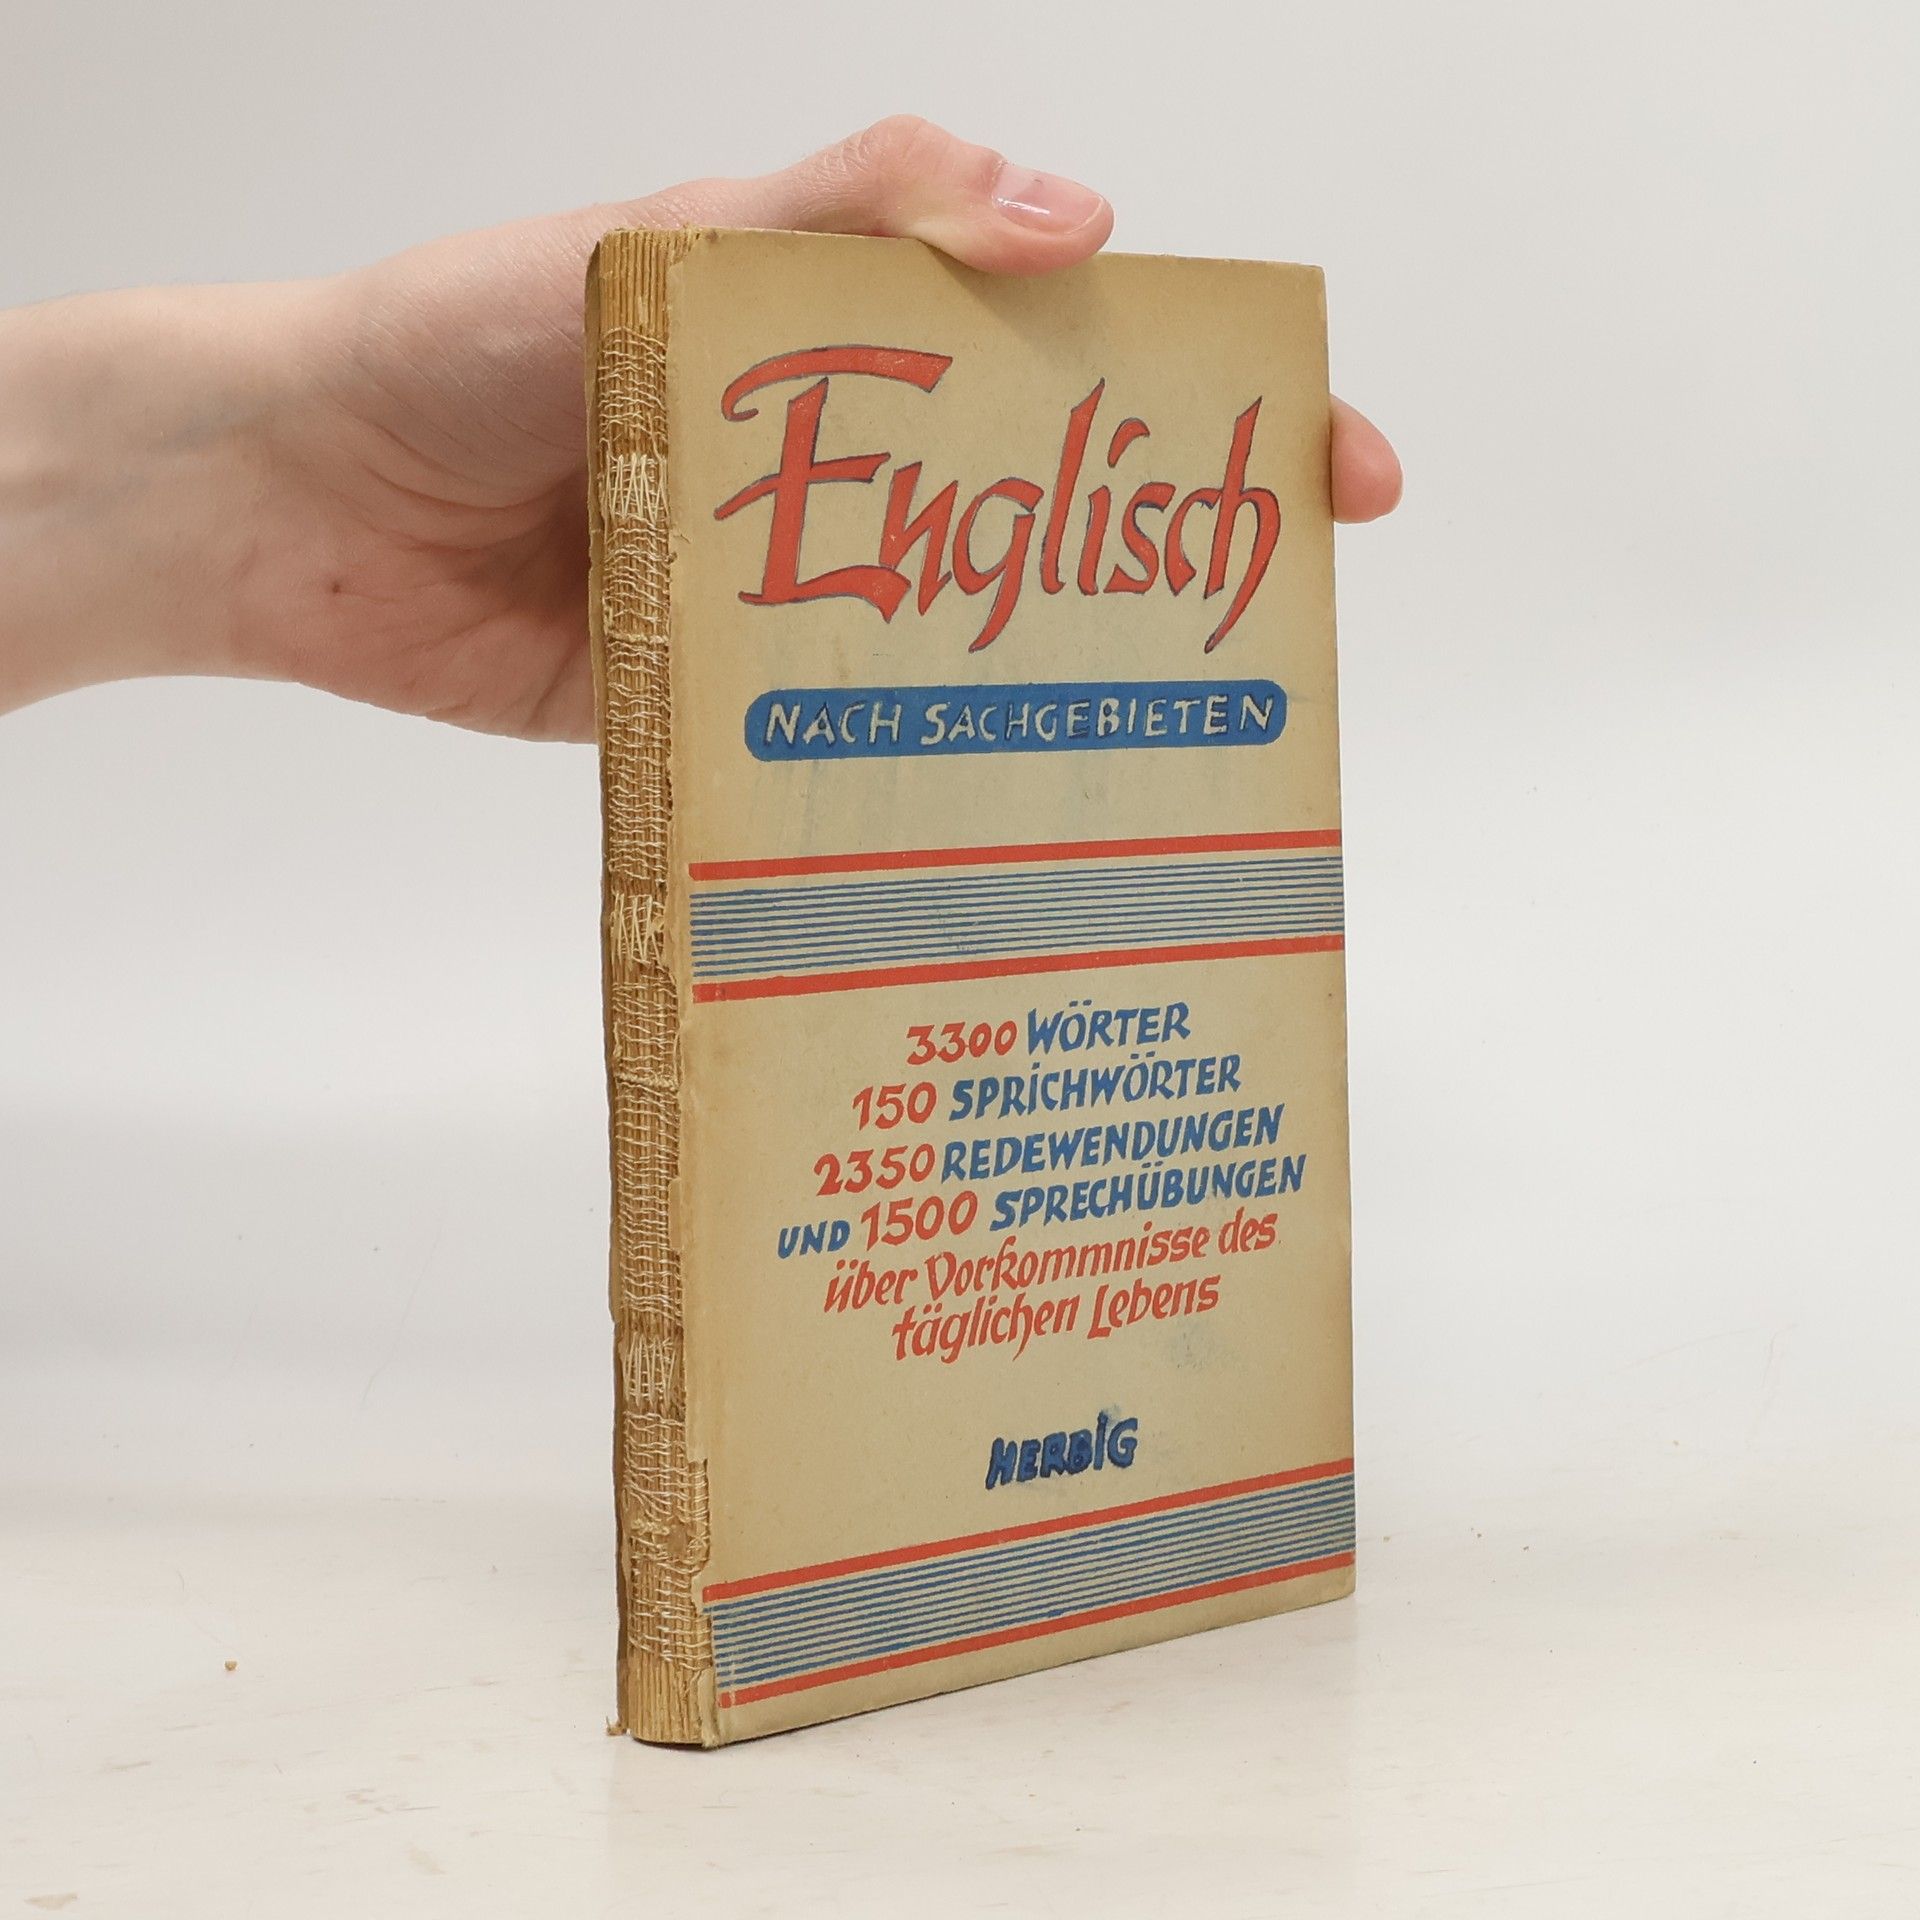 Englisch
NACH SACHGEBIETEN
3300 WÖRTER
150 SPRICHWÖRTER
2350 REDEWENDUNGEN
UND 1500 SPRECHÜBUNGEN
über Vorkommnisse des
täglichen Lebens
HERBIG